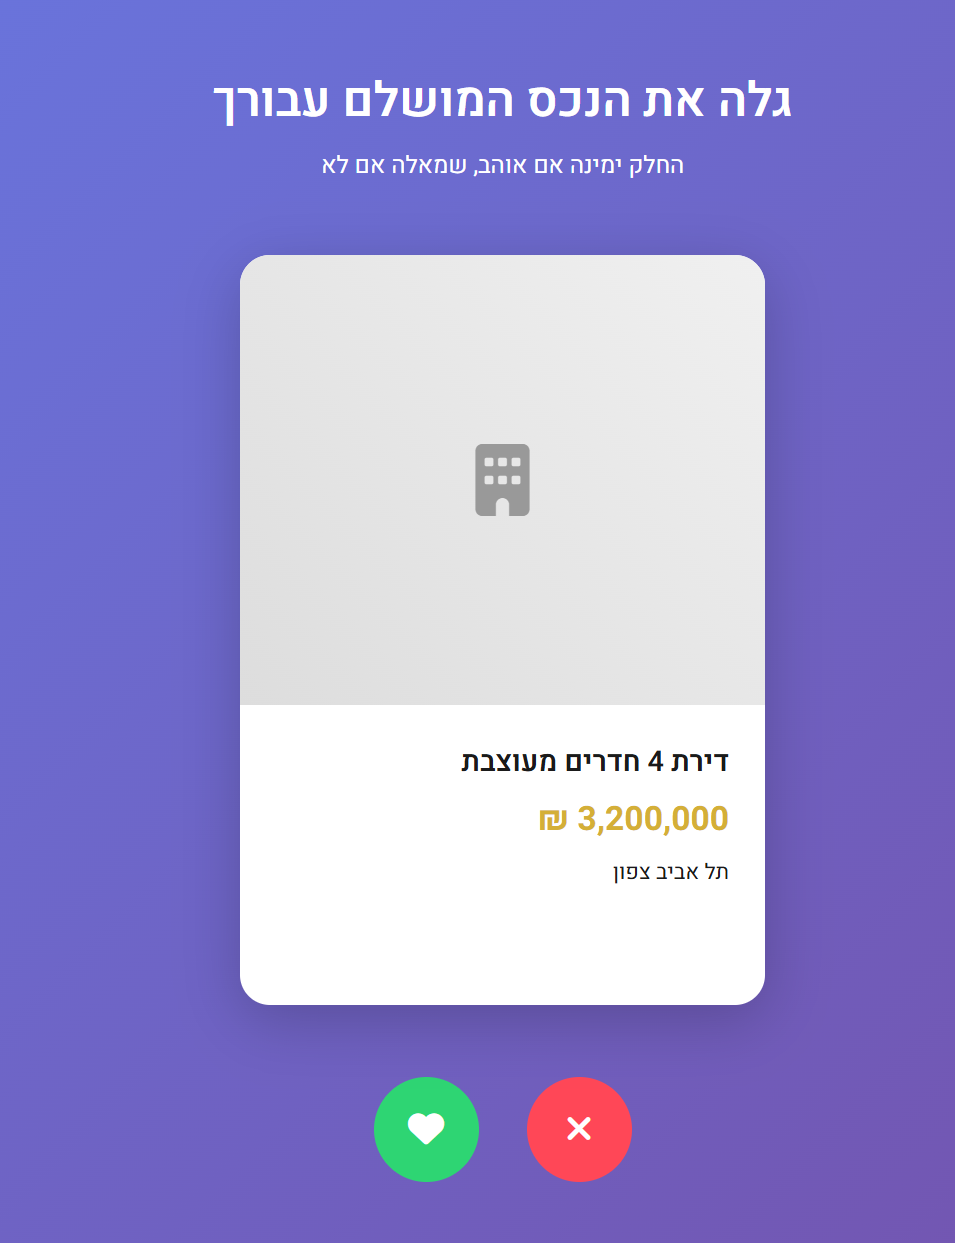 גלה את הנכס המושלם עבורך
החלק ימינה אם אוהב, שמאלה אם לא
דירת 4 חדרים מעוצבת
3,200,000 ₪
תל אביב צפון